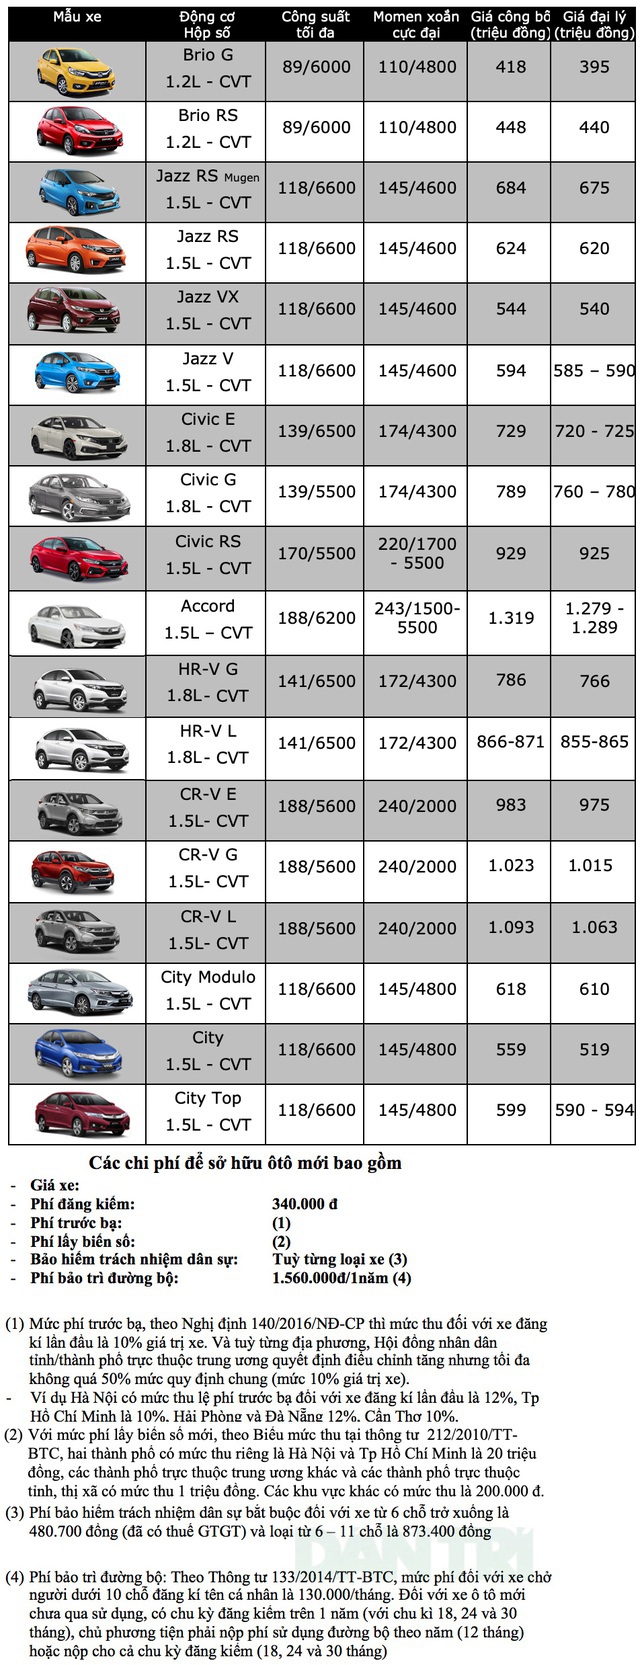 Mẫu xe Động cơ Hộp số Công suất tối đa Momen xoắn cực đại Giá công bố (triệu đồng) Giá đại lý (triệu đồng)
Brio G 1.2L - CVT 89/6000 110/4800 418 395
Brio RS 1.2L - CVT 89/6000 110/4800 448 440
Jazz RS Mugen 1.5L - CVT 118/6600 145/4600 684 675
Jazz RS 1.5L - CVT 118/6600 145/4600 624 620
Jazz VX 1.5L - CVT 118/6600 145/4600 544 540
Jazz V 1.5L - CVT 118/6600 145/4600 594 585 – 590
Civic E 1.8L - CVT 139/6500 174/4300 729 720 - 725
Civic G 1.8L - CVT 139/5500 174/4300 789 760 – 780
Civic RS 1.5L - CVT 170/5500 220/1700 - 5500 929 925
Accord 1.5L – CVT 188/6200 243/1500-5500 1.319 1.279 - 1.289
HR-V G 1.8L- CVT 141/6500 172/4300 786 766
HR-V L 1.8L- CVT 141/6500 172/4300 866-871 855-865
CR-V E 1.5L- CVT 188/5600 240/2000 983 975
CR-V G 1.5L- CVT 188/5600 240/2000 1.023 1.015
CR-V L 1.5L- CVT 188/5600 240/2000 1.093 1.063
City Modulo 1.5L - CVT 118/6600 145/4800 618 610
City 1.5L - CVT 118/6600 145/4800 559 519
City Top 1.5L - CVT 118/6600 145/4800 599 590 - 594
Các chi phí để sở hữu ôtô mới bao gồm
- Giá xe:
- Phí đăng kiểm: 340.000 đ
- Phí trước bạ: (1)
- Phí lấy biển số: (2)
- Bảo hiểm trách nhiệm dân sự: Tuỳ từng loại xe (3)
- Phí bảo trì đường bộ: 1.560.000đ/1năm (4)
(1) Mức phí trước bạ, theo Nghị định 140/2016/NĐ-CP thì mức thu đối với xe đăng
kí lần đầu là 10% giá trị xe. Và tuỳ từng địa phương, Hội đồng nhân dân
tỉnh/thành phố trực thuộc trung ương quyết định điều chỉnh tăng nhưng tối đa
không quá 50% mức quy định chung (mức 10% giá trị xe).
- Ví dụ Hà Nội có mức thu lệ phí trước bạ đối với xe đăng kí lần đầu là 12%, Tp
Hồ Chí Minh là 10%. Hải Phòng và Đà Nẵng 12%. Cần Thơ 10%.
(2) Với mức phí lấy biển số mới, theo Biểu mức thu tại thông tư 212/2010/TT-
BTC, hai thành phố có mức thu riêng là Hà Nội và Tp Hồ Chí Minh là 20 triệu
đồng, các thành phố trực thuộc trung ương khác và các thành phố trực thuộc
tỉnh, thị xã có mức thu 1 triệu đồng. Các khu vực khác có mức thu là 200.000 đ.
(3) Phí bảo hiểm trách nhiệm dân sự bắt buộc đối với xe từ 6 chỗ trở xuống là
480.700 đồng (đã có thuế GTGT) và loại từ 6 – 11 chỗ là 873.400 đồng
DÂN TRÍ
(4) Phí bảo trì đường bộ: Theo Thông tư 133/2014/TT-BTC, mức phí đối với xe chở
người dưới 10 chỗ đăng kí tên cá nhân là 130.000/tháng. Đối với xe ô tô mới
chưa qua sử dụng, có chu kỳ đăng kiểm trên 1 năm (với chu kì 18, 24 và 30
tháng), chủ phương tiện phải nộp phí sử dụng đường bộ theo năm (12 tháng)
hoặc nộp cho cả chu kỳ đăng kiểm (18, 24 và 30 tháng)